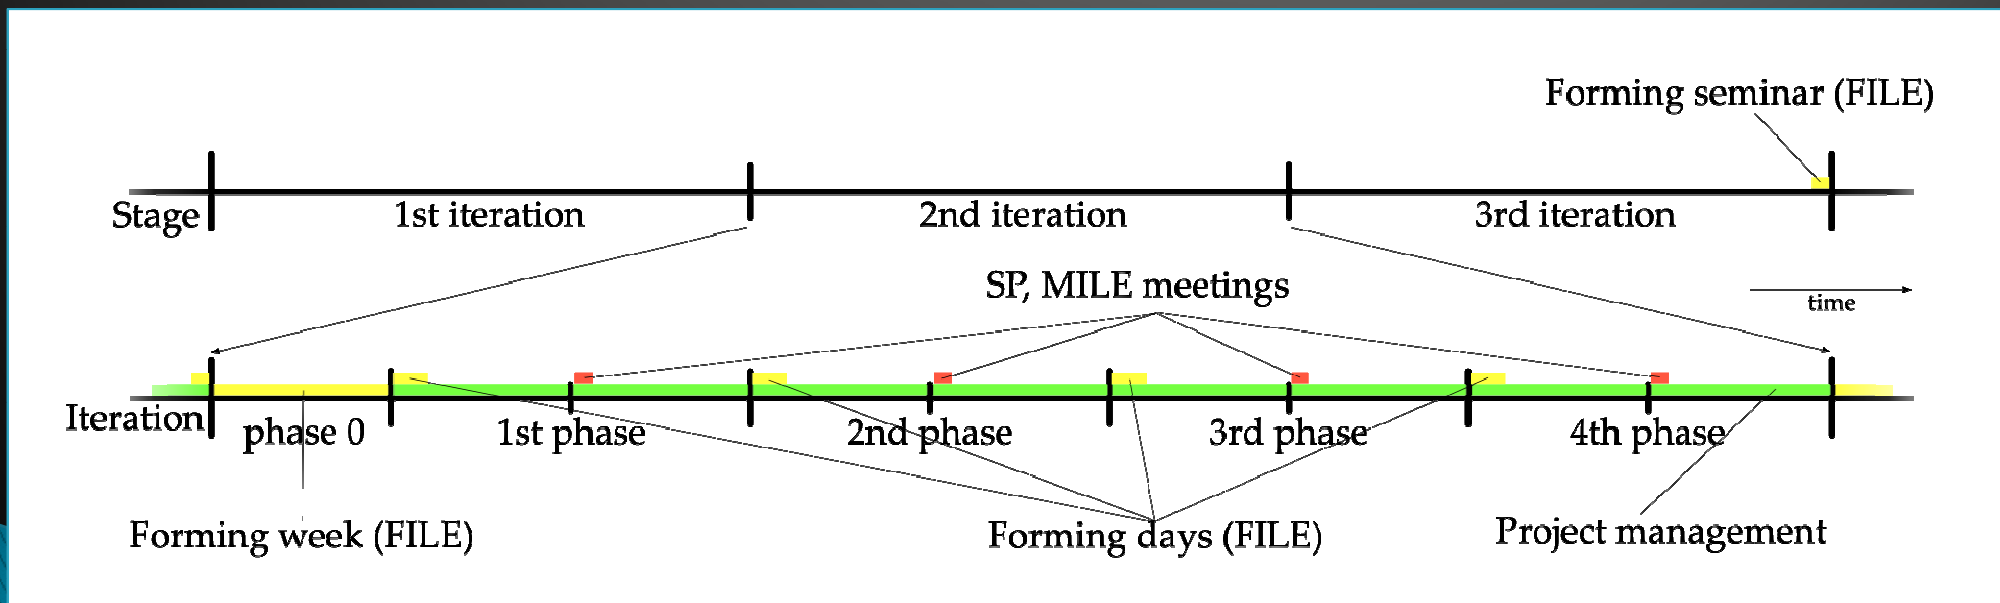 Forming seminar (FILE)
Stage
1st iteration
2nd iteration
3rd iteration
SP, MILE meetings
time
Iteration
phase 0
1st phase
2nd phase
3rd phase
4th phase
Forming week (FILE)
Forming days (FILE)
Project management